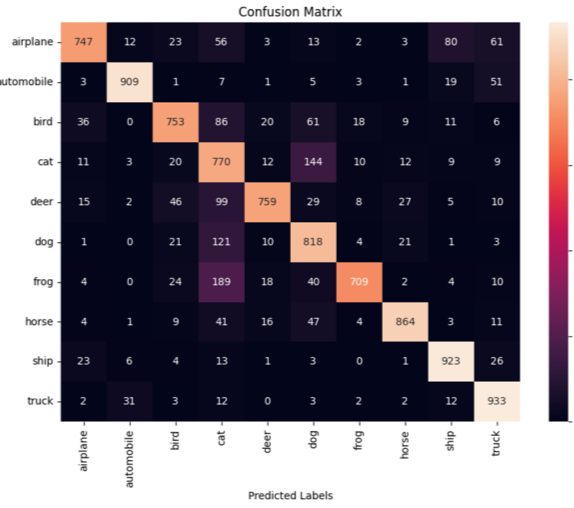 Confusion Matrix
airplane 747 12 23 56 3 13 2 3 80 61
utomobile 3 909 1 7 1 5 3 1 19 51
bird 36 0 753 86 20 61 18 9 11 6
cat 11 3 20 770 12 144 10 12 9 9
deer 15 2 46 99 759 29 8 27 5 10
dog 1 0 21 121 10 818 4 21 1 3
frog 4 0 24 189 18 40 709 2 4 10
horse 4 1 9 41 16 47 4 864 3 11
ship 23 6 4 13 1 3 0 1 923 26
truck 2 31 3 12 0 3 2 2 12 933
airplane automobile bird cat deer dog frog horse ship truck
Predicted Labels